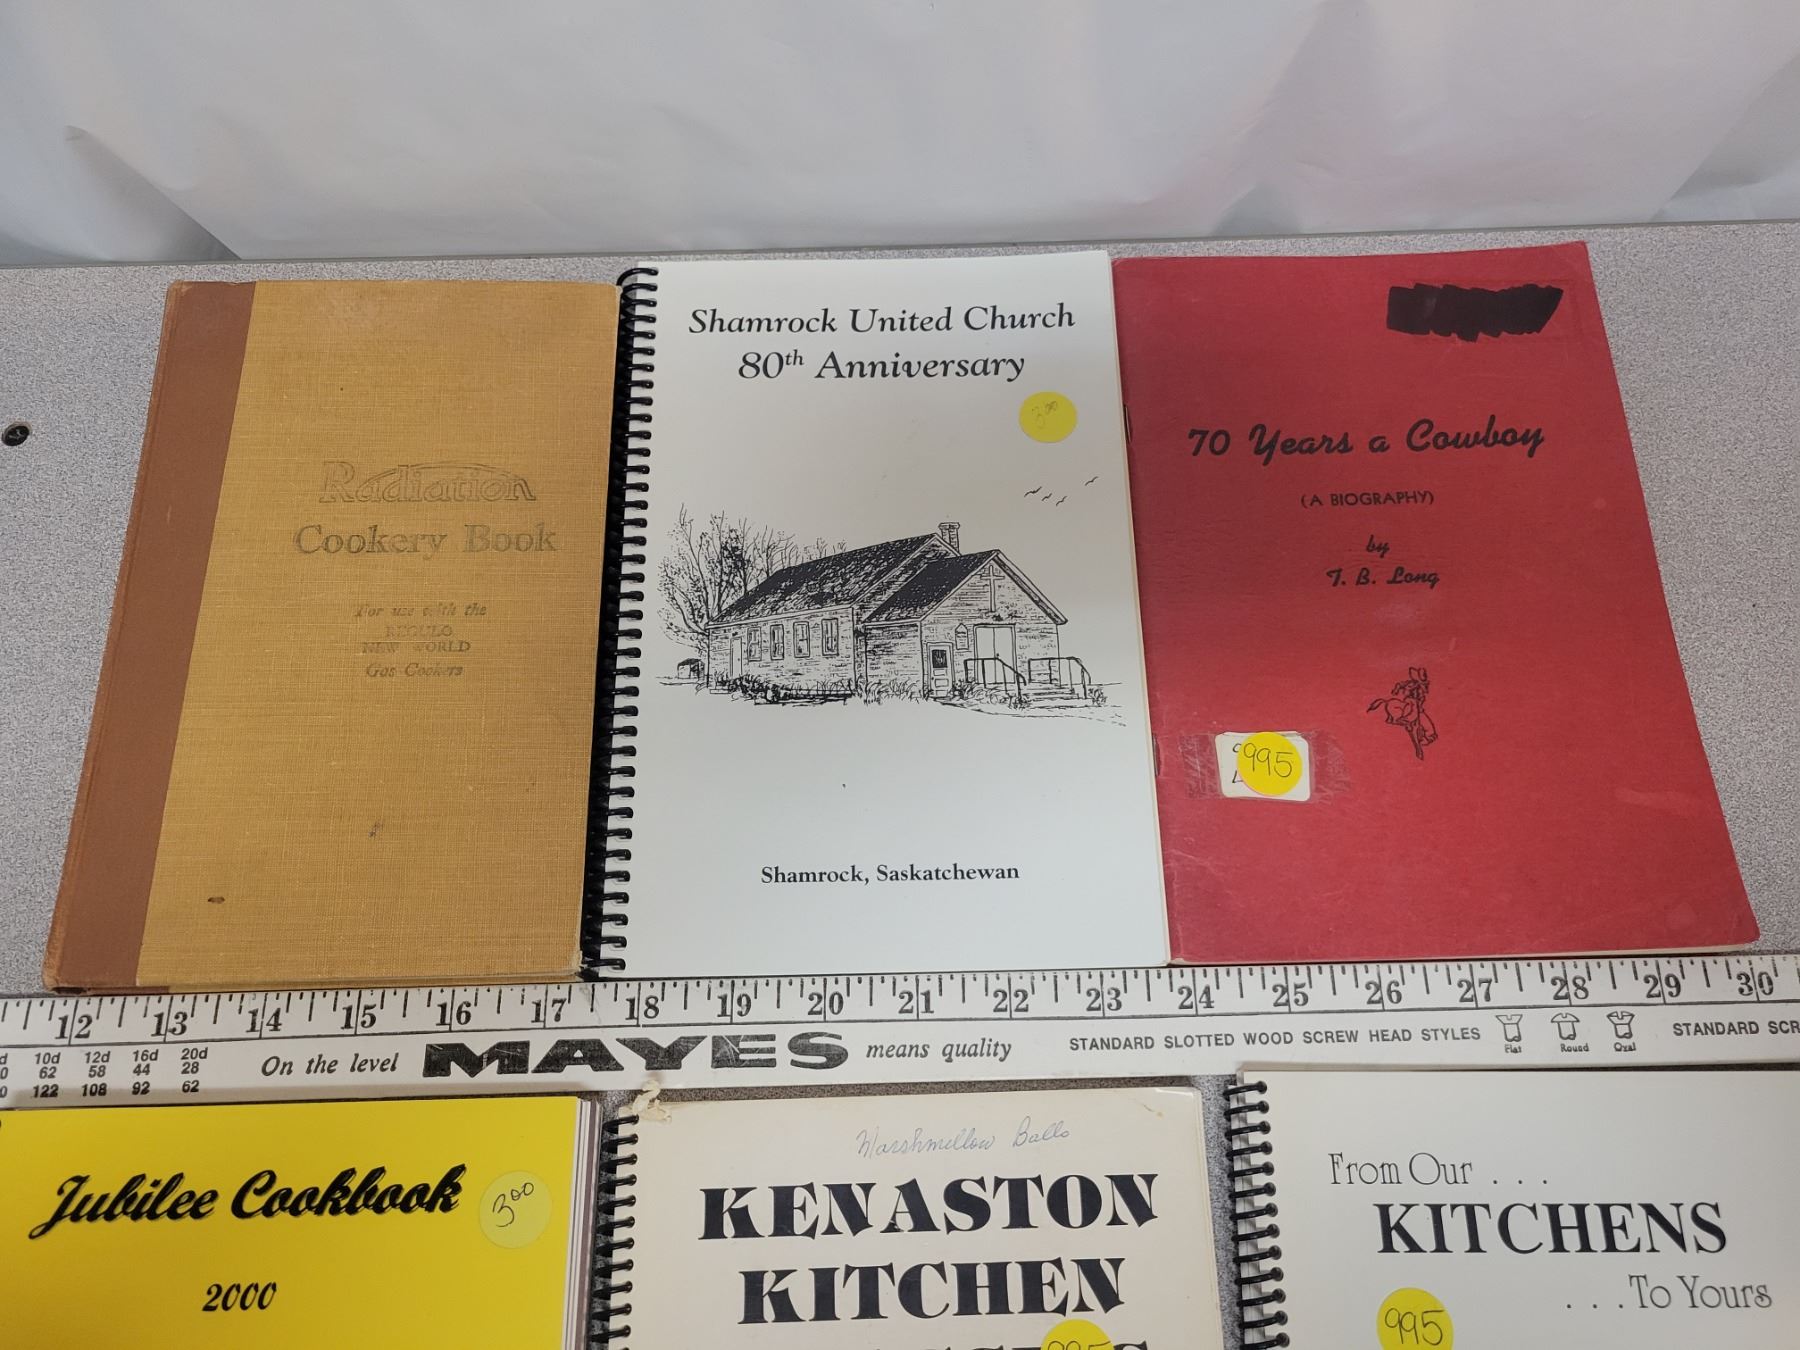 Radiation
Cookery Book
For use with the
REGULO
NEW WORLD
Gas Cookers
Shamrock United Church
80th Anniversary
3 00
Shamrock, Saskatchewan
70 Years a Cowboy
(A BIOGRAPHY)
by
T. B. Long
995
12 13 14 15 16 17 18 19 20 21 22 23 24 25 26 27 28 29 30
10d 12d 16d 20d
62 58 44 28
122 108 92 62
On the level MAYES means quality
STANDARD SLOTTED WOOD SCREW HEAD STYLES
Flat Round Oval
STANDARD SCR
Jubilee Cookbook
3 00
2000
Marshmellow Balls
KENASTON
KITCHEN
995
From Our . . .
KITCHENS
. . . To Yours
995